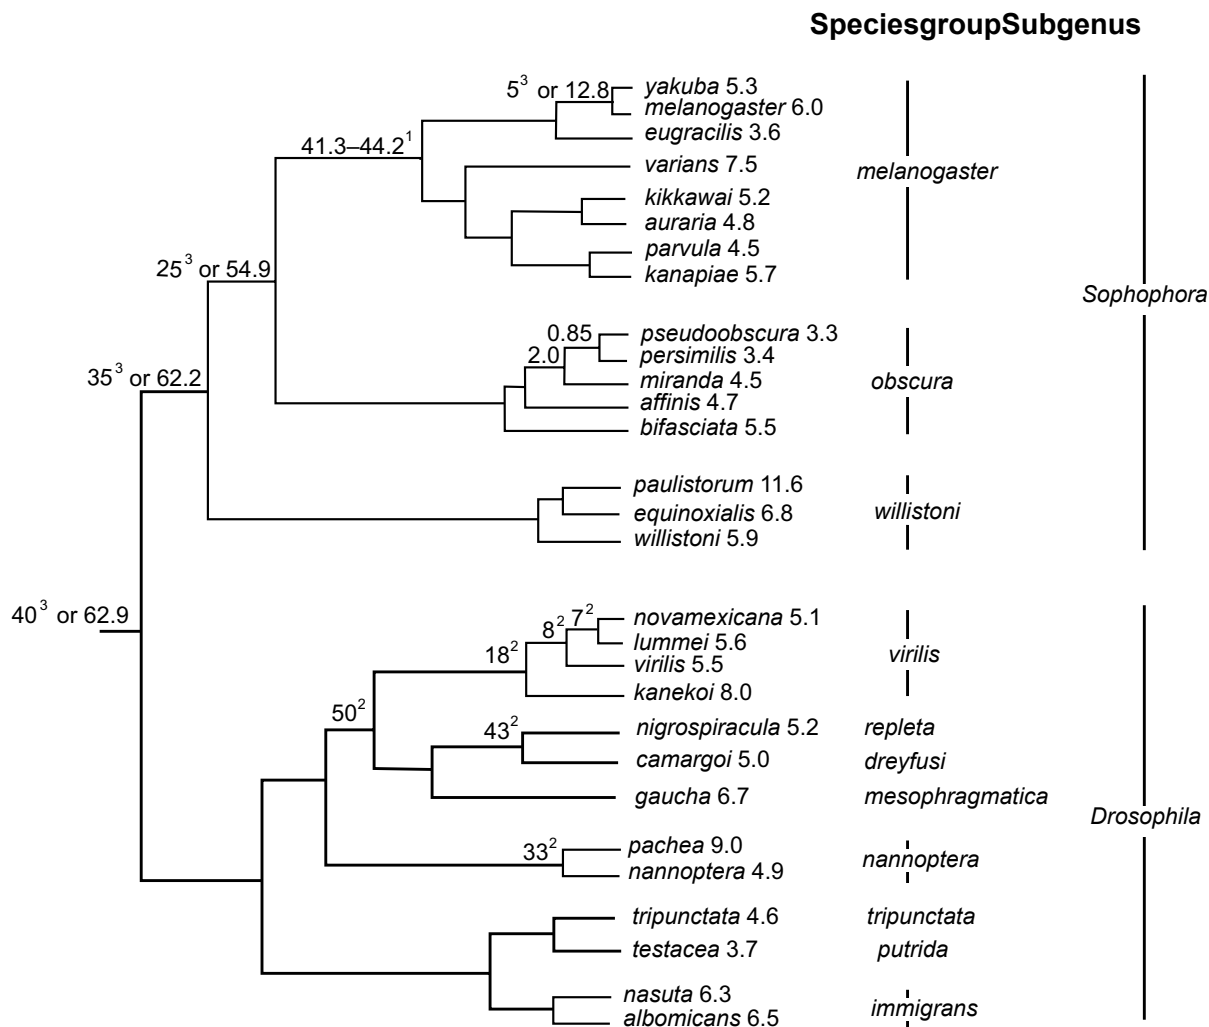 SpeciesgroupSubgenus
5³ or 12.8
yakuba 5.3
melanogaster 6.0
eugracilis 3.6
41.3–44.2¹
varians 7.5
melanogaster
kikkawai 5.2
auraria 4.8
parvula 4.5
25³ or 54.9
kanapiae 5.7
Sophophora
0.85
pseudoobscura 3.3
2.0
persimilis 3.4
35³ or 62.2
miranda 4.5
obscura
affinis 4.7
bifasciata 5.5
paulistorum 11.6
equinoxialis 6.8
willistoni
willistoni 5.9
40³ or 62.9
novamexicana 5.1
8²
7²
lummei 5.6
18²
virilis 5.5
virilis
kanekoi 8.0
50²
43²
nigrospiracula 5.2
repleta
camargoi 5.0
dreyfusi
gaucha 6.7
mesophragmatica
Drosophila
33²
pachea 9.0
nannoptera
nannoptera 4.9
tripunctata 4.6
tripunctata
testacea 3.7
putrida
nasuta 6.3
immigrans
albomicans 6.5